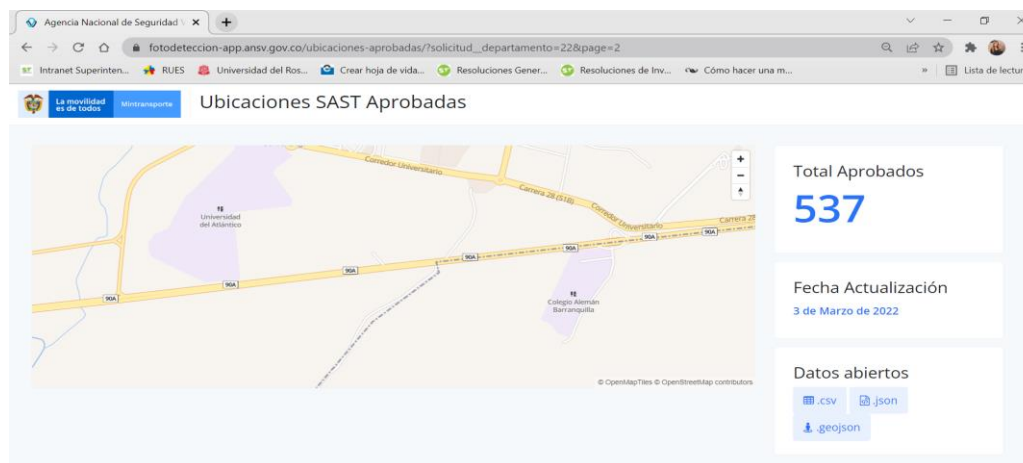 Agencia Nacional de Seguridad V
fotodeteccion-app.ansv.gov.co/ubicaciones-aprobadas/?solicitud__departamento=22&page=2
Intranet Superinten...
RUES
Universidad del Ros...
Crear hoja de vida...
Resoluciones Gener...
Resoluciones de Inv...
Cómo hacer una m...
»
Lista de lectur
La movilidad
es de todos
Mintransporte
Ubicaciones SAST Aprobadas
Corredor Universitario
Carrera 28 (51B)
Corredor Universitario
Carrera 28
Universidad
del Atlántico
90A
90A
90A
90A
90A
90A
90A
Colegio Alemán
Barranquilla
© OpenMapTiles © OpenStreetMap contributors
+
−
Total Aprobados
537
Fecha Actualización
3 de Marzo de 2022
Datos abiertos
.csv
.json
.geojson